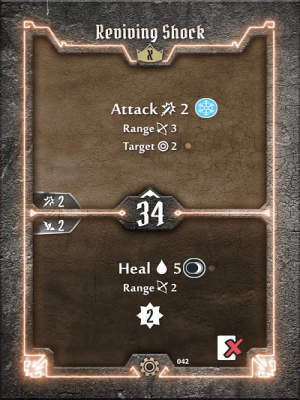 Reviving Shock
X
Attack 2
Range 3
Target 2
2
34
2
Heal 5
Range 2
2
042